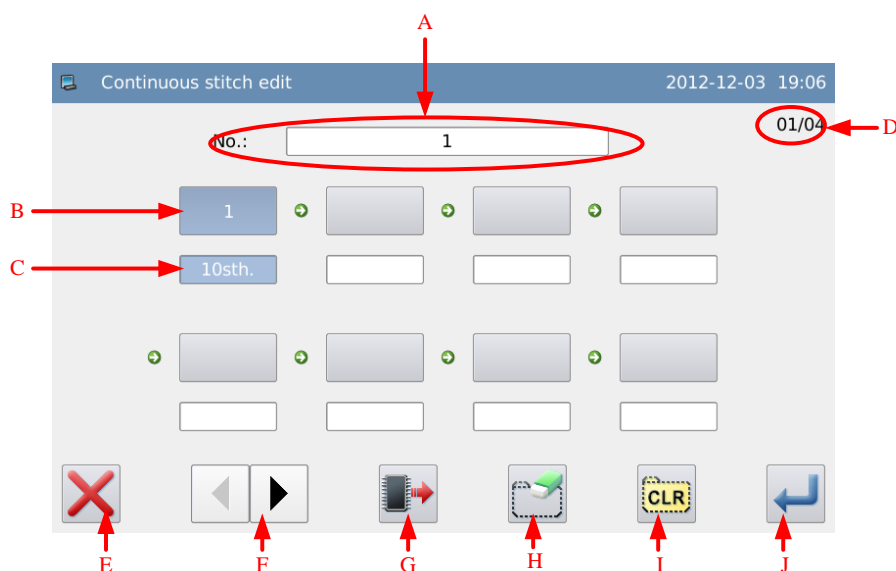 A
Continuous stitch edit 2012-12-03 19:06
01/04 D
No.: 1
B 1
C 10sth.
CLR
E F G H I J